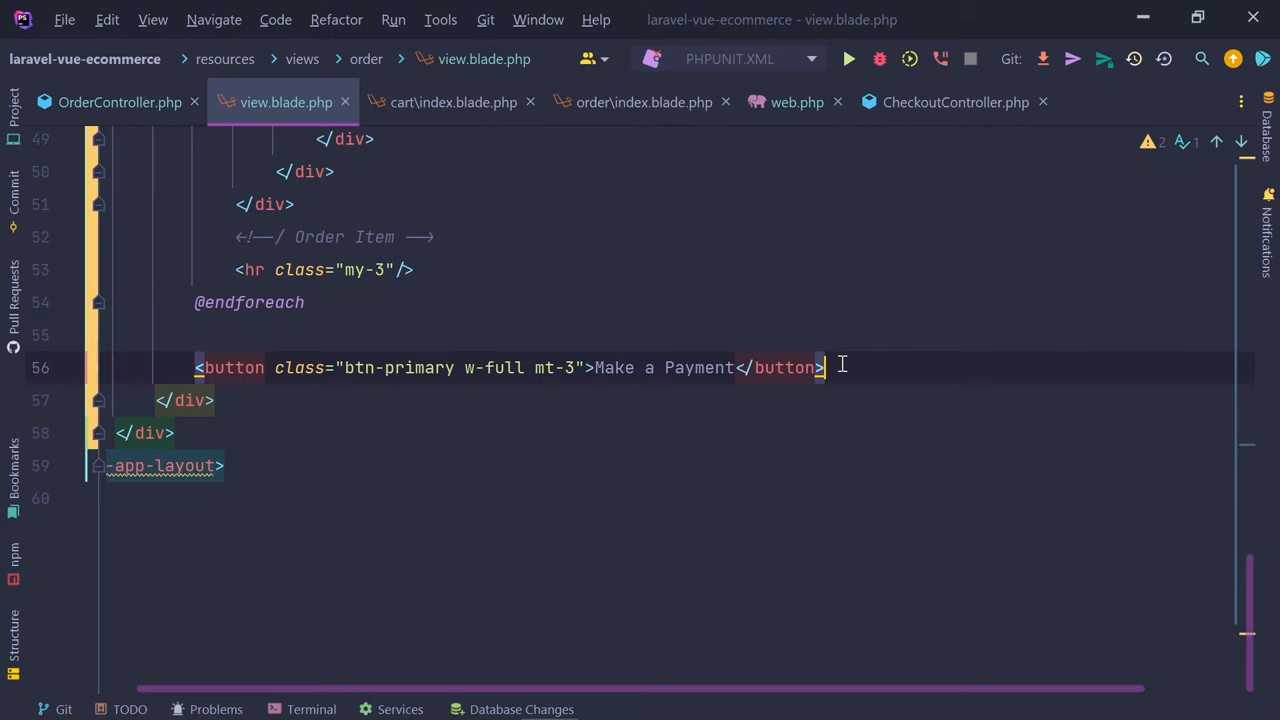 PS File Edit View Navigate Code Refactor Run Tools Git Window Help laravel-vue-ecommerce - view.blade.php
laravel-vue-ecommerce resources views order view.blade.php PHPUNIT.XML Git:
OrderController.php view.blade.php cart\index.blade.php order\index.blade.php web.php CheckoutController.php
Project
Commit
Pull Requests
Bookmarks
npm
Structure
49 </div>
50 </div>
51 </div>
52 <!--/ Order Item -->
53 <hr class="my-3"/>
54 @endforeach
55
56 <button class="btn-primary w-full mt-3">Make a Payment</button>
57 </div>
58 </div>
59 -app-layout>
60
2 1
Database
Notifications
Git TODO Problems Terminal Services Database Changes